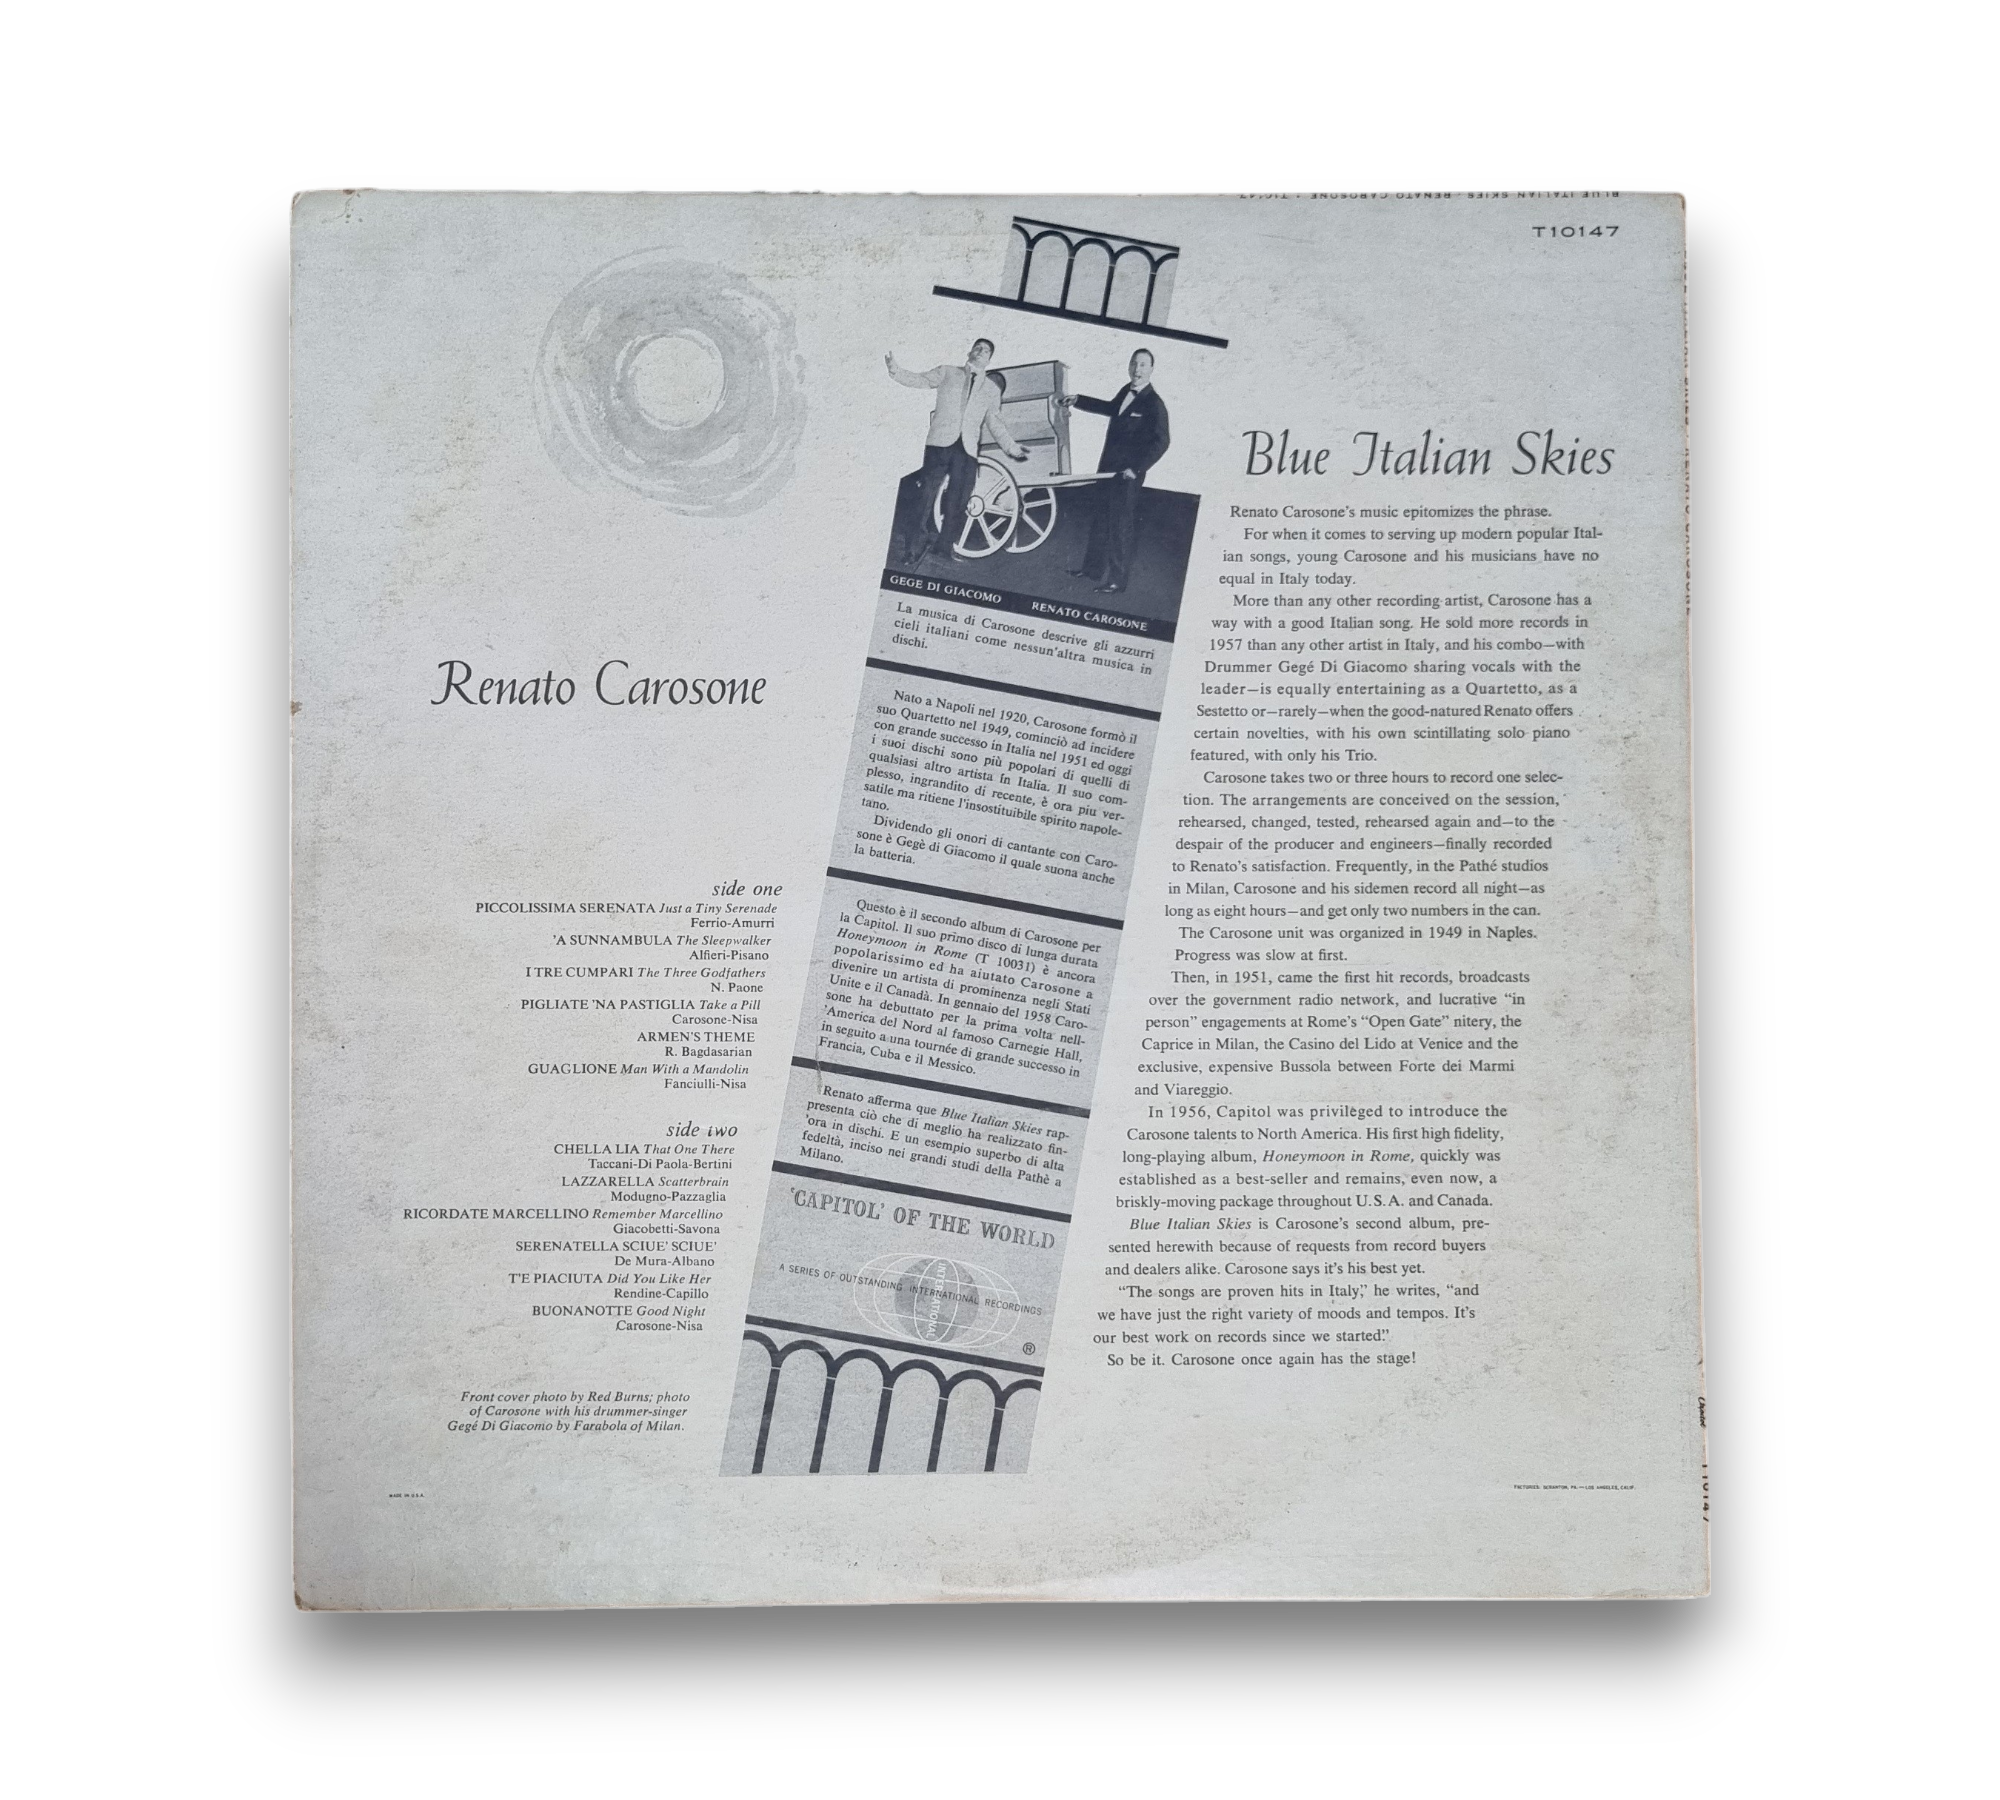 BLUE ITALIAN SKIES · RENATO CAROSONE ·
T10147
Renato Carosone
side one
PICCOLISSIMA SERENATA Just a Tiny Serenade
Ferrio-Amurri
'A SUNNAMBULA The Sleepwalker
Alfieri-Pisano
I TRE CUMPARI The Three Godfathers
N. Paone
PIGLIATE 'NA PASTIGLIA Take a Pill
Carosone-Nisa
ARMEN'S THEME
R. Bagdasarian
GUAGLIONE Man With a Mandolin
Fanciulli-Nisa
side two
CHELLA LIA That One There
Taccani-Di Paola-Bertini
LAZZARELLA Scatterbrain
Modugno-Pazzaglia
RICORDATE MARCELLINO Remember Marcellino
Giacobetti-Savona
SERENATELLA SCIUE' SCIUE'
De Mura-Albano
T'E PIACIUTA Did You Like Her
Rendine-Capillo
BUONANOTTE Good Night
Carosone-Nisa
Front cover photo by Red Burns; photo
of Carosone with his drummer-singer
Gegé Di Giacomo by Farabola of Milan.
MADE IN U.S.A.
GEGE DI GIACOMO RENATO CAROSONE
La musica di Carosone descrive gli azzurri
cieli italiani come nessun'altra musica in
dischi.
Nato a Napoli nel 1920, Carosone formò il
suo Quartetto nel 1949, cominciò ad incidere
con grande successo in Italia nel 1951 ed oggi
i suoi dischi sono più popolari di quelli di
qualsiasi altro artista in Italia. Il suo com-
plesso, ingrandito di recente, è ora piu ver-
satile ma ritiene l'insostituibile spirito napole-
tano.
Dividendo gli onori di cantante con Caro-
sone è Gegè di Giacomo il quale suona anche
la batteria.
Questo è il secondo album di Carosone per
la Capitol. Il suo primo disco di lunga durata
Honeymoon in Rome (T 10031) è ancora
popolarissimo ed ha aiutato Carosone a
divenire un artista di prominenza negli Stati
Unite e il Canadà. In gennaio del 1958 Caro-
sone ha debuttato per la prima volta nell-
'America del Nord al famoso Carnegie Hall,
in seguito a una tournée di grande successo in
Francia, Cuba e il Messico.
Renato afferma que Blue Italian Skies rap-
presenta ciò che di meglio ha realizzato fin-
'ora in dischi. E un esempio superbo di alta
fedeltà, inciso nei grandi studi della Pathè a
Milano.
'CAPITOL' OF THE WORLD
A SERIES OF OUTSTANDING INTERNATIONAL RECORDINGS
INTERNATIONAL
®
Blue Italian Skies
Renato Carosone's music epitomizes the phrase.
For when it comes to serving up modern popular Ital-
ian songs, young Carosone and his musicians have no
equal in Italy today.
More than any other recording artist, Carosone has a
way with a good Italian song. He sold more records in
1957 than any other artist in Italy, and his combo—with
Drummer Gegé Di Giacomo sharing vocals with the
leader—is equally entertaining as a Quartetto, as a
Sestetto or—rarely—when the good-natured Renato offers
certain novelties, with his own scintillating solo piano
featured, with only his Trio.
Carosone takes two or three hours to record one selec-
tion. The arrangements are conceived on the session,
rehearsed, changed, tested, rehearsed again and—to the
despair of the producer and engineers—finally recorded
to Renato's satisfaction. Frequently, in the Pathé studios
in Milan, Carosone and his sidemen record all night—as
long as eight hours—and get only two numbers in the can.
The Carosone unit was organized in 1949 in Naples.
Progress was slow at first.
Then, in 1951, came the first hit records, broadcasts
over the government radio network, and lucrative “in
person” engagements at Rome's “Open Gate” nitery, the
Caprice in Milan, the Casino del Lido at Venice and the
exclusive, expensive Bussola between Forte dei Marmi
and Viareggio.
In 1956, Capitol was privileged to introduce the
Carosone talents to North America. His first high fidelity,
long-playing album, Honeymoon in Rome, quickly was
established as a best-seller and remains, even now, a
briskly-moving package throughout U.S.A. and Canada.
Blue Italian Skies is Carosone's second album, pre-
sented herewith because of requests from record buyers
and dealers alike. Carosone says it's his best yet.
“The songs are proven hits in Italy,” he writes, “and
we have just the right variety of moods and tempos. It's
our best work on records since we started.”
So be it. Carosone once again has the stage!
FACTORIES: SCRANTON, PA.—LOS ANGELES, CALIF.